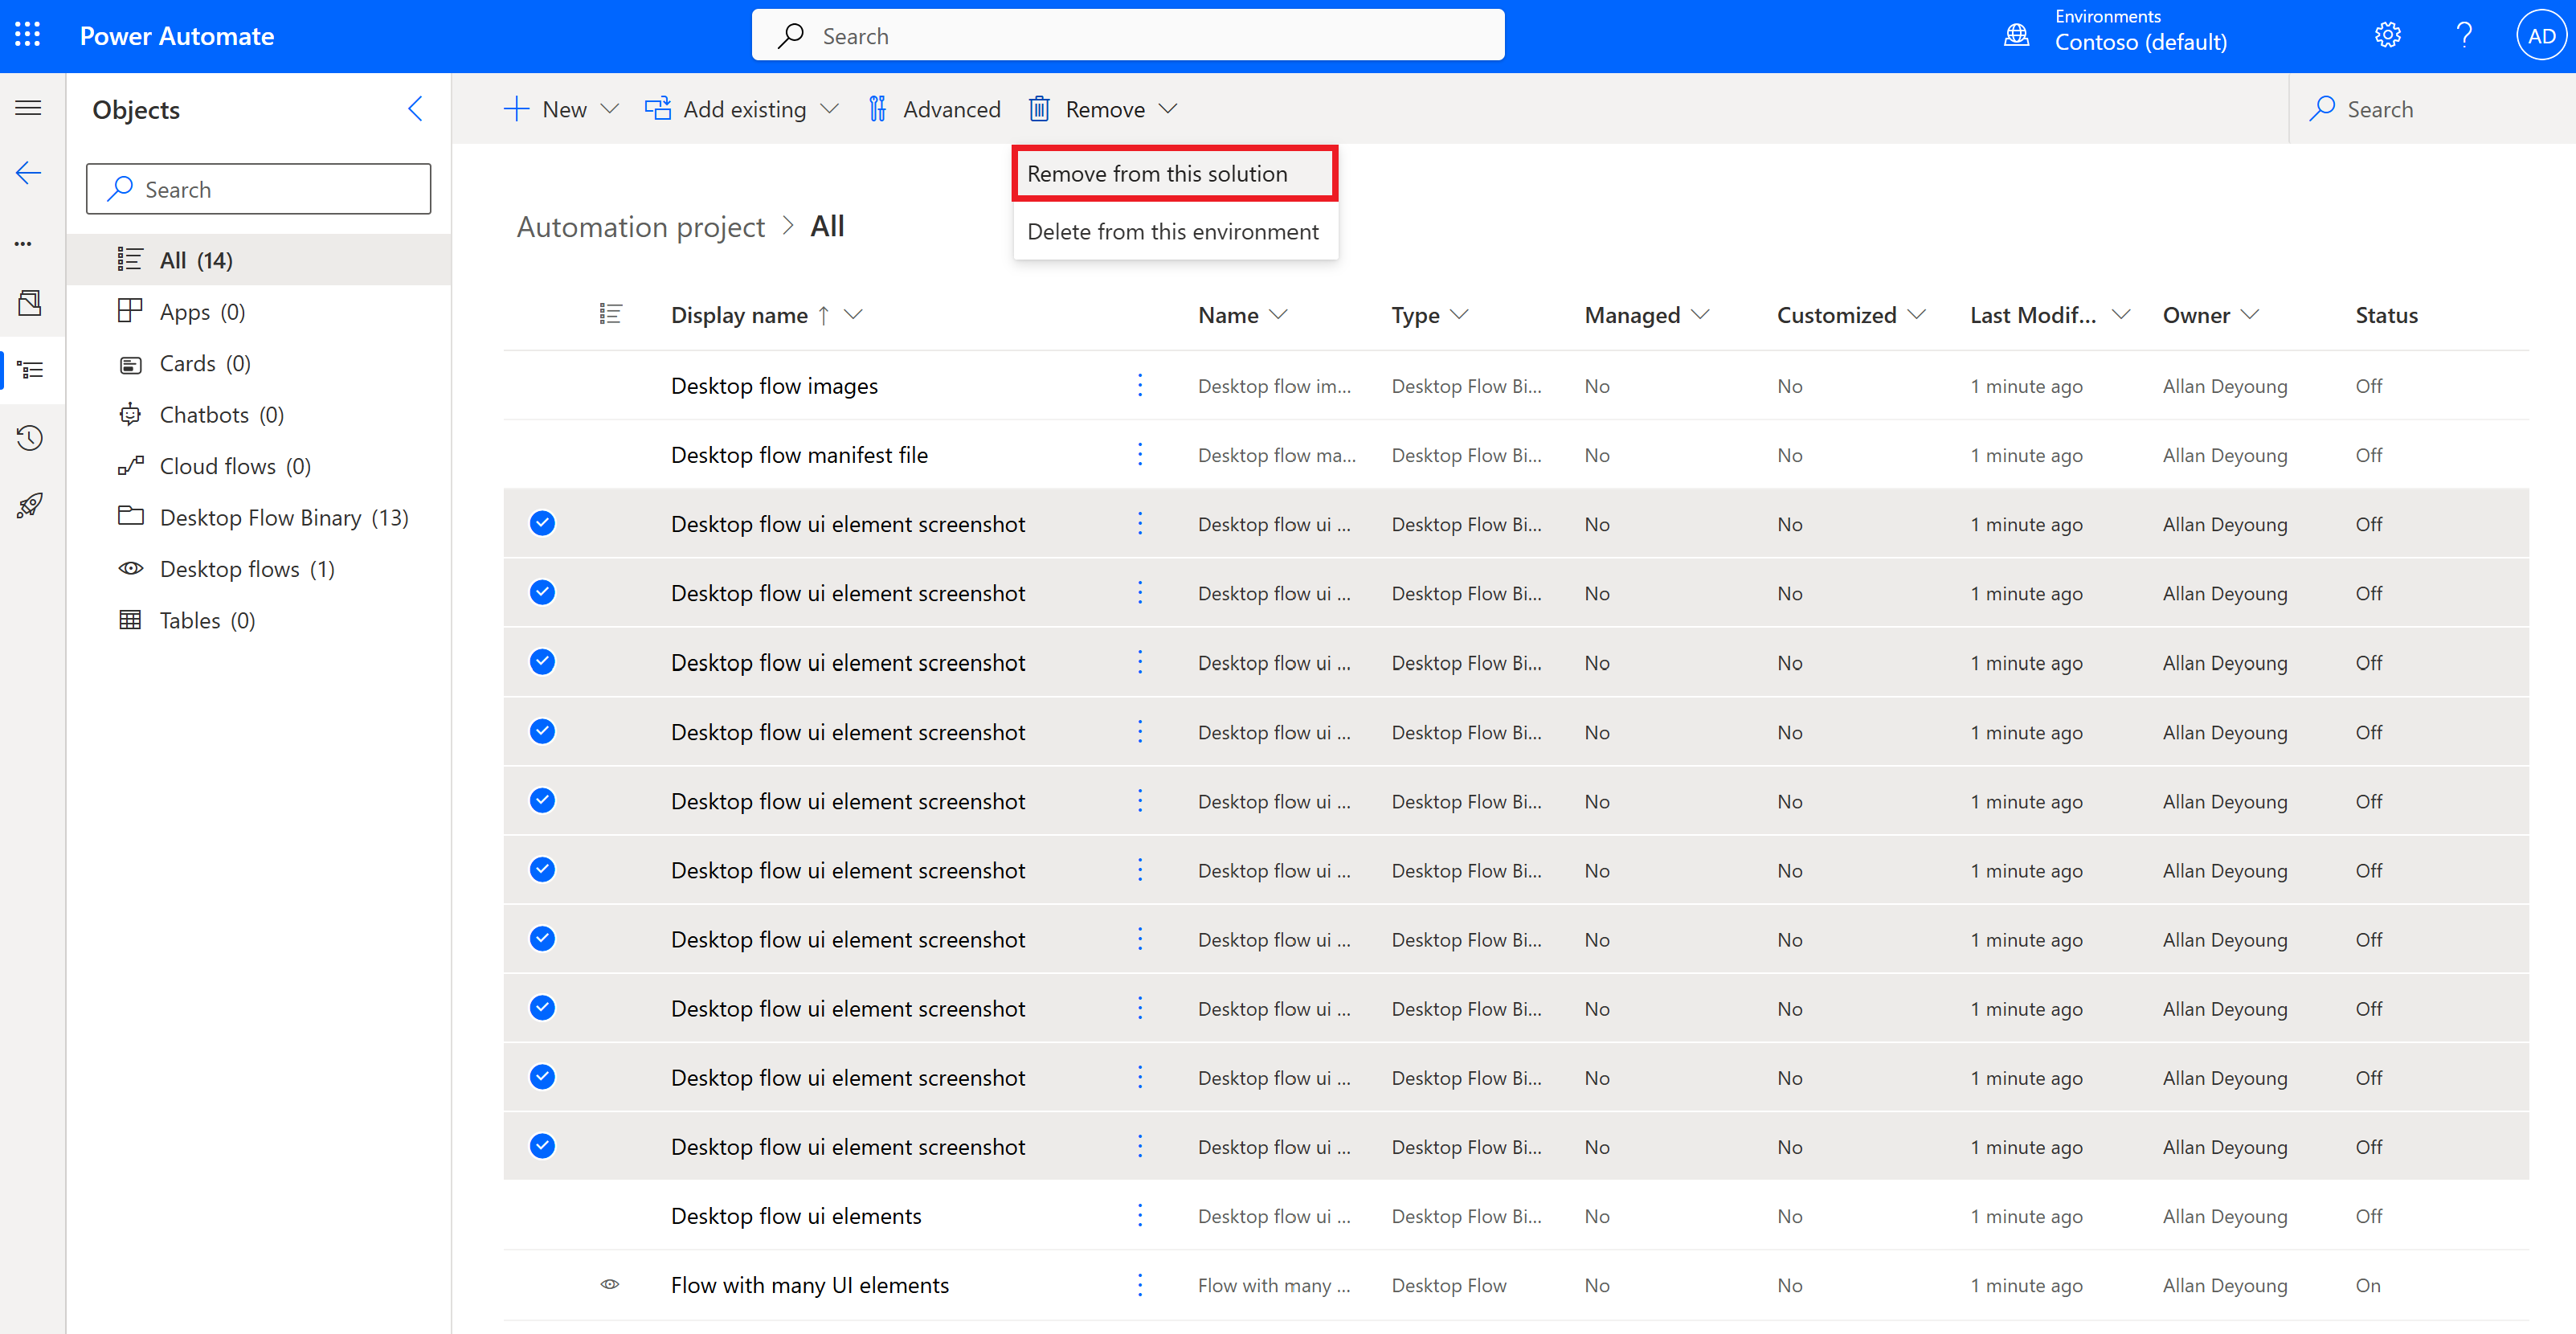 Power Automate
Search
Environments
Contoso (default)
AD
Objects
New
Add existing
Advanced
Remove
Search
Remove from this solution
Delete from this environment
Search
Automation project > All
All (14)
Apps (0)
Cards (0)
Chatbots (0)
Cloud flows (0)
Desktop Flow Binary (13)
Desktop flows (1)
Tables (0)
Display name ↑ Name Type Managed Customized Last Modif... Owner Status
Desktop flow images Desktop flow im... Desktop Flow Bi... No No 1 minute ago Allan Deyoung Off
Desktop flow manifest file Desktop flow ma... Desktop Flow Bi... No No 1 minute ago Allan Deyoung Off
Desktop flow ui element screenshot Desktop flow ui ... Desktop Flow Bi... No No 1 minute ago Allan Deyoung Off
Desktop flow ui element screenshot Desktop flow ui ... Desktop Flow Bi... No No 1 minute ago Allan Deyoung Off
Desktop flow ui element screenshot Desktop flow ui ... Desktop Flow Bi... No No 1 minute ago Allan Deyoung Off
Desktop flow ui element screenshot Desktop flow ui ... Desktop Flow Bi... No No 1 minute ago Allan Deyoung Off
Desktop flow ui element screenshot Desktop flow ui ... Desktop Flow Bi... No No 1 minute ago Allan Deyoung Off
Desktop flow ui element screenshot Desktop flow ui ... Desktop Flow Bi... No No 1 minute ago Allan Deyoung Off
Desktop flow ui element screenshot Desktop flow ui ... Desktop Flow Bi... No No 1 minute ago Allan Deyoung Off
Desktop flow ui element screenshot Desktop flow ui ... Desktop Flow Bi... No No 1 minute ago Allan Deyoung Off
Desktop flow ui element screenshot Desktop flow ui ... Desktop Flow Bi... No No 1 minute ago Allan Deyoung Off
Desktop flow ui element screenshot Desktop flow ui ... Desktop Flow Bi... No No 1 minute ago Allan Deyoung Off
Desktop flow ui elements Desktop flow ui ... Desktop Flow Bi... No No 1 minute ago Allan Deyoung Off
Flow with many UI elements Flow with many ... Desktop Flow No No 1 minute ago Allan Deyoung On